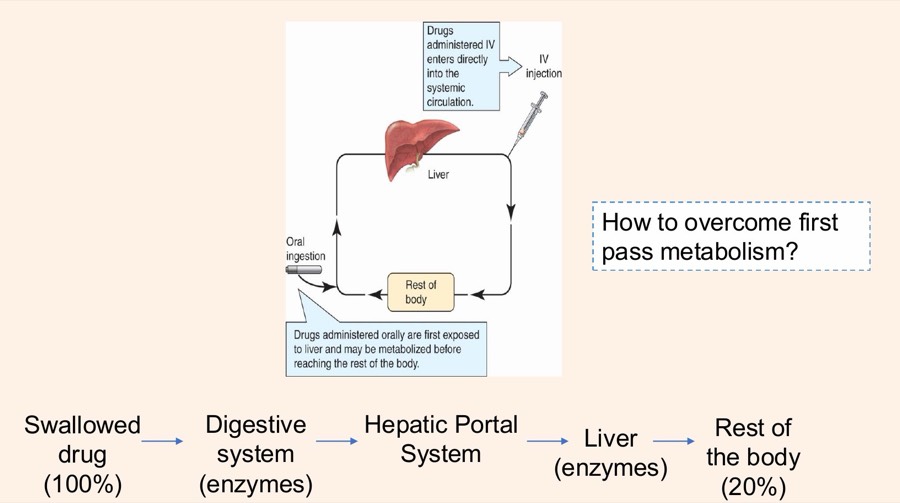 Drugs
administered IV
enters directly
into the
systemic
circulation.
IV
injection
Liver
Oral
ingestion
Rest of
body
Drugs administered orally are first exposed
to liver and may be metabolized before
reaching the rest of the body.
How to overcome first
pass metabolism?
Swallowed
drug
(100%)
Digestive
system
(enzymes)
Hepatic Portal
System
Liver
(enzymes)
Rest of
the body
(20%)